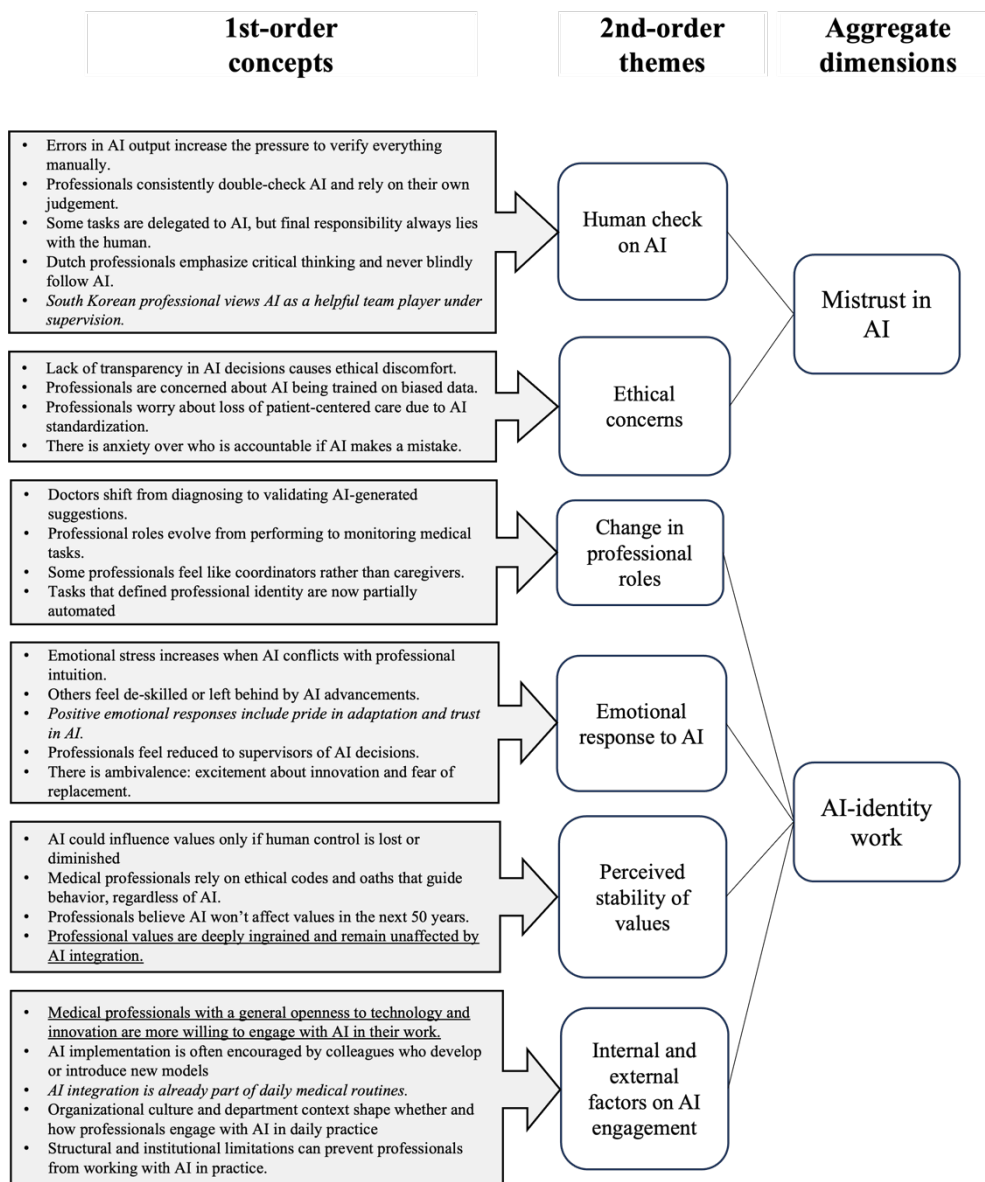 1st-order
concepts
2nd-order
themes
Aggregate
dimensions
• Errors in AI output increase the pressure to verify everything
manually.
• Professionals consistently double-check AI and rely on their own
judgement.
• Some tasks are delegated to AI, but final responsibility always lies
with the human.
• Dutch professionals emphasize critical thinking and never blindly
follow AI.
• South Korean professional views AI as a helpful team player under
supervision.
Human check
on AI
Mistrust in
AI
• Lack of transparency in AI decisions causes ethical discomfort.
• Professionals are concerned about AI being trained on biased data.
• Professionals worry about loss of patient-centered care due to AI
standardization.
• There is anxiety over who is accountable if AI makes a mistake.
Ethical
concerns
• Doctors shift from diagnosing to validating AI-generated
suggestions.
• Professional roles evolve from performing to monitoring medical
tasks.
• Some professionals feel like coordinators rather than caregivers.
• Tasks that defined professional identity are now partially
automated
Change in
professional
roles
• Emotional stress increases when AI conflicts with professional
intuition.
• Others feel de-skilled or left behind by AI advancements.
• Positive emotional responses include pride in adaptation and trust
in AI.
• Professionals feel reduced to supervisors of AI decisions.
• There is ambivalence: excitement about innovation and fear of
replacement.
Emotional
response to AI
AI-identity
work
• AI could influence values only if human control is lost or
diminished
• Medical professionals rely on ethical codes and oaths that guide
behavior, regardless of AI.
• Professionals believe AI won't affect values in the next 50 years.
• Professional values are deeply ingrained and remain unaffected by
AI integration.
Perceived
stability of
values
• Medical professionals with a general openness to technology and
innovation are more willing to engage with AI in their work.
• AI implementation is often encouraged by colleagues who develop
or introduce new models
• AI integration is already part of daily medical routines.
• Organizational culture and department context shape whether and
how professionals engage with AI in daily practice
• Structural and institutional limitations can prevent professionals
from working with AI in practice.
Internal and
external
factors on AI
engagement